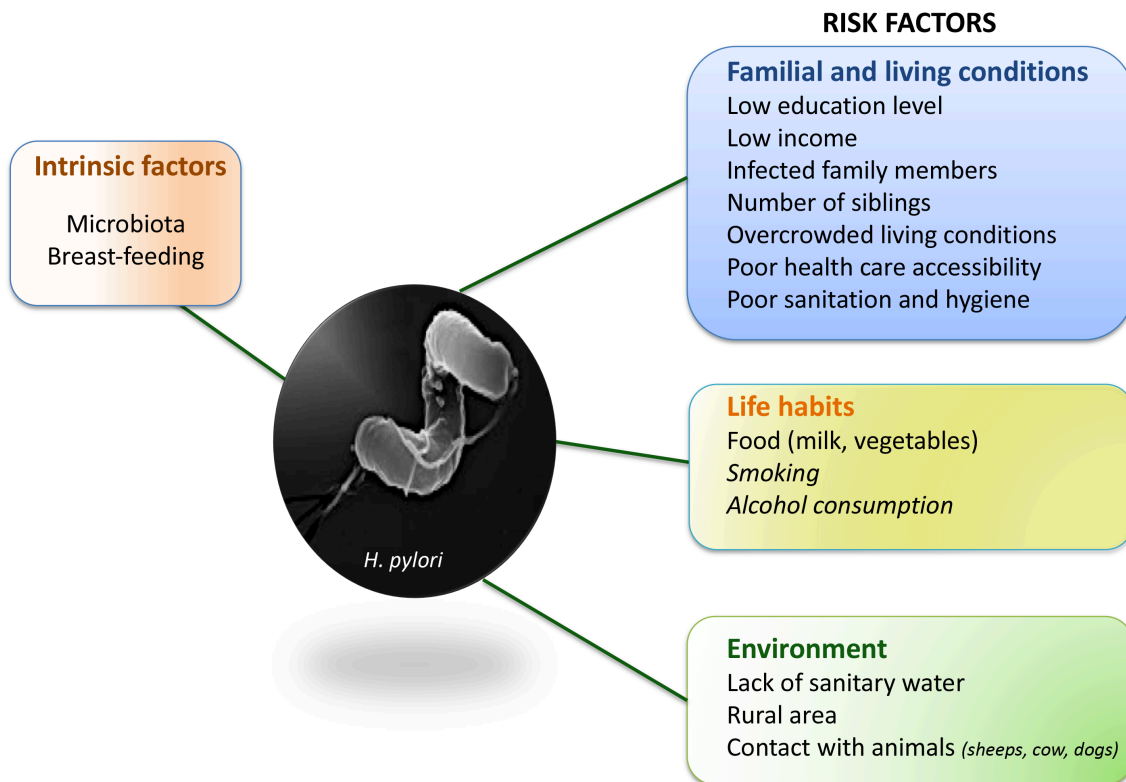 RISK FACTORS
Familial and living conditions
Low education level
Low income
Infected family members
Number of siblings
Overcrowded living conditions
Poor health care accessibility
Poor sanitation and hygiene
Intrinsic factors
Microbiota
Breast-feeding
H. pylori
Life habits
Food (milk, vegetables)
Smoking
Alcohol consumption
Environment
Lack of sanitary water
Rural area
Contact with animals (sheeps, cow, dogs)